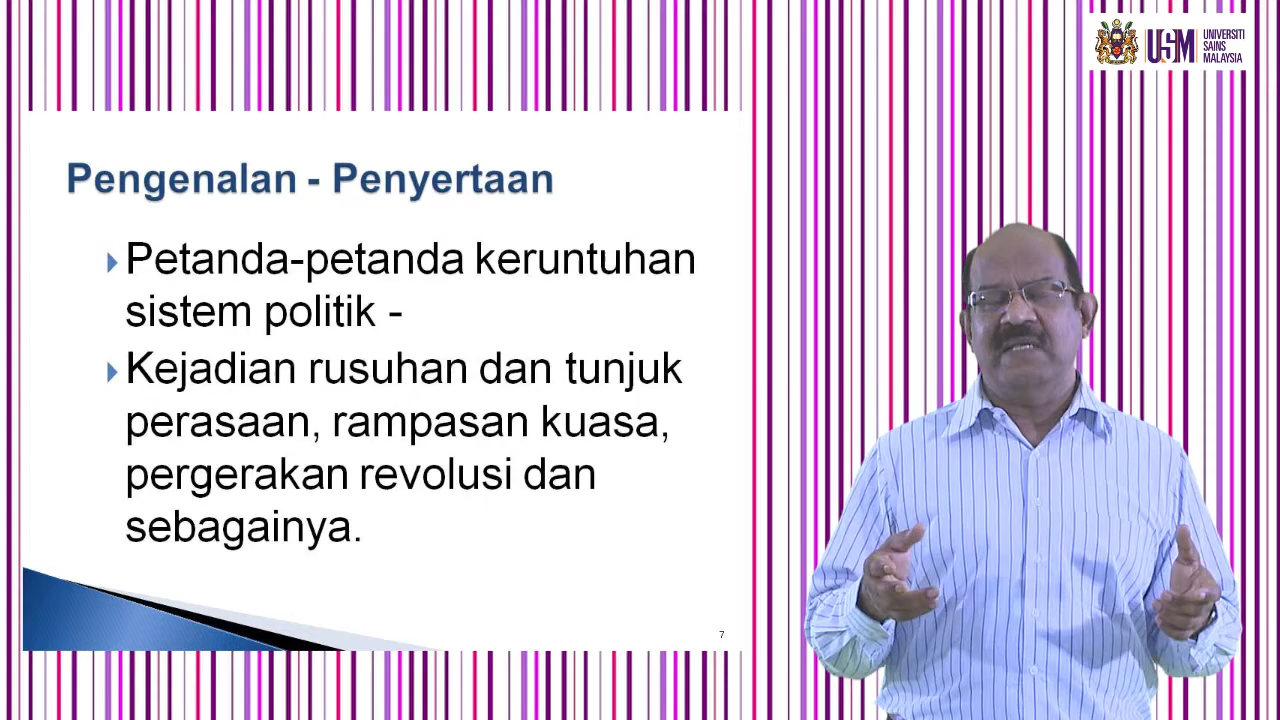 USM
UNIVERSITI
SAINS
MALAYSIA
Pengenalan - Penyertaan
Petanda-petanda keruntuhan
sistem politik -
Kejadian rusuhan dan tunjuk
perasaan, rampasan kuasa,
pergerakan revolusi dan
sebagainya.
7